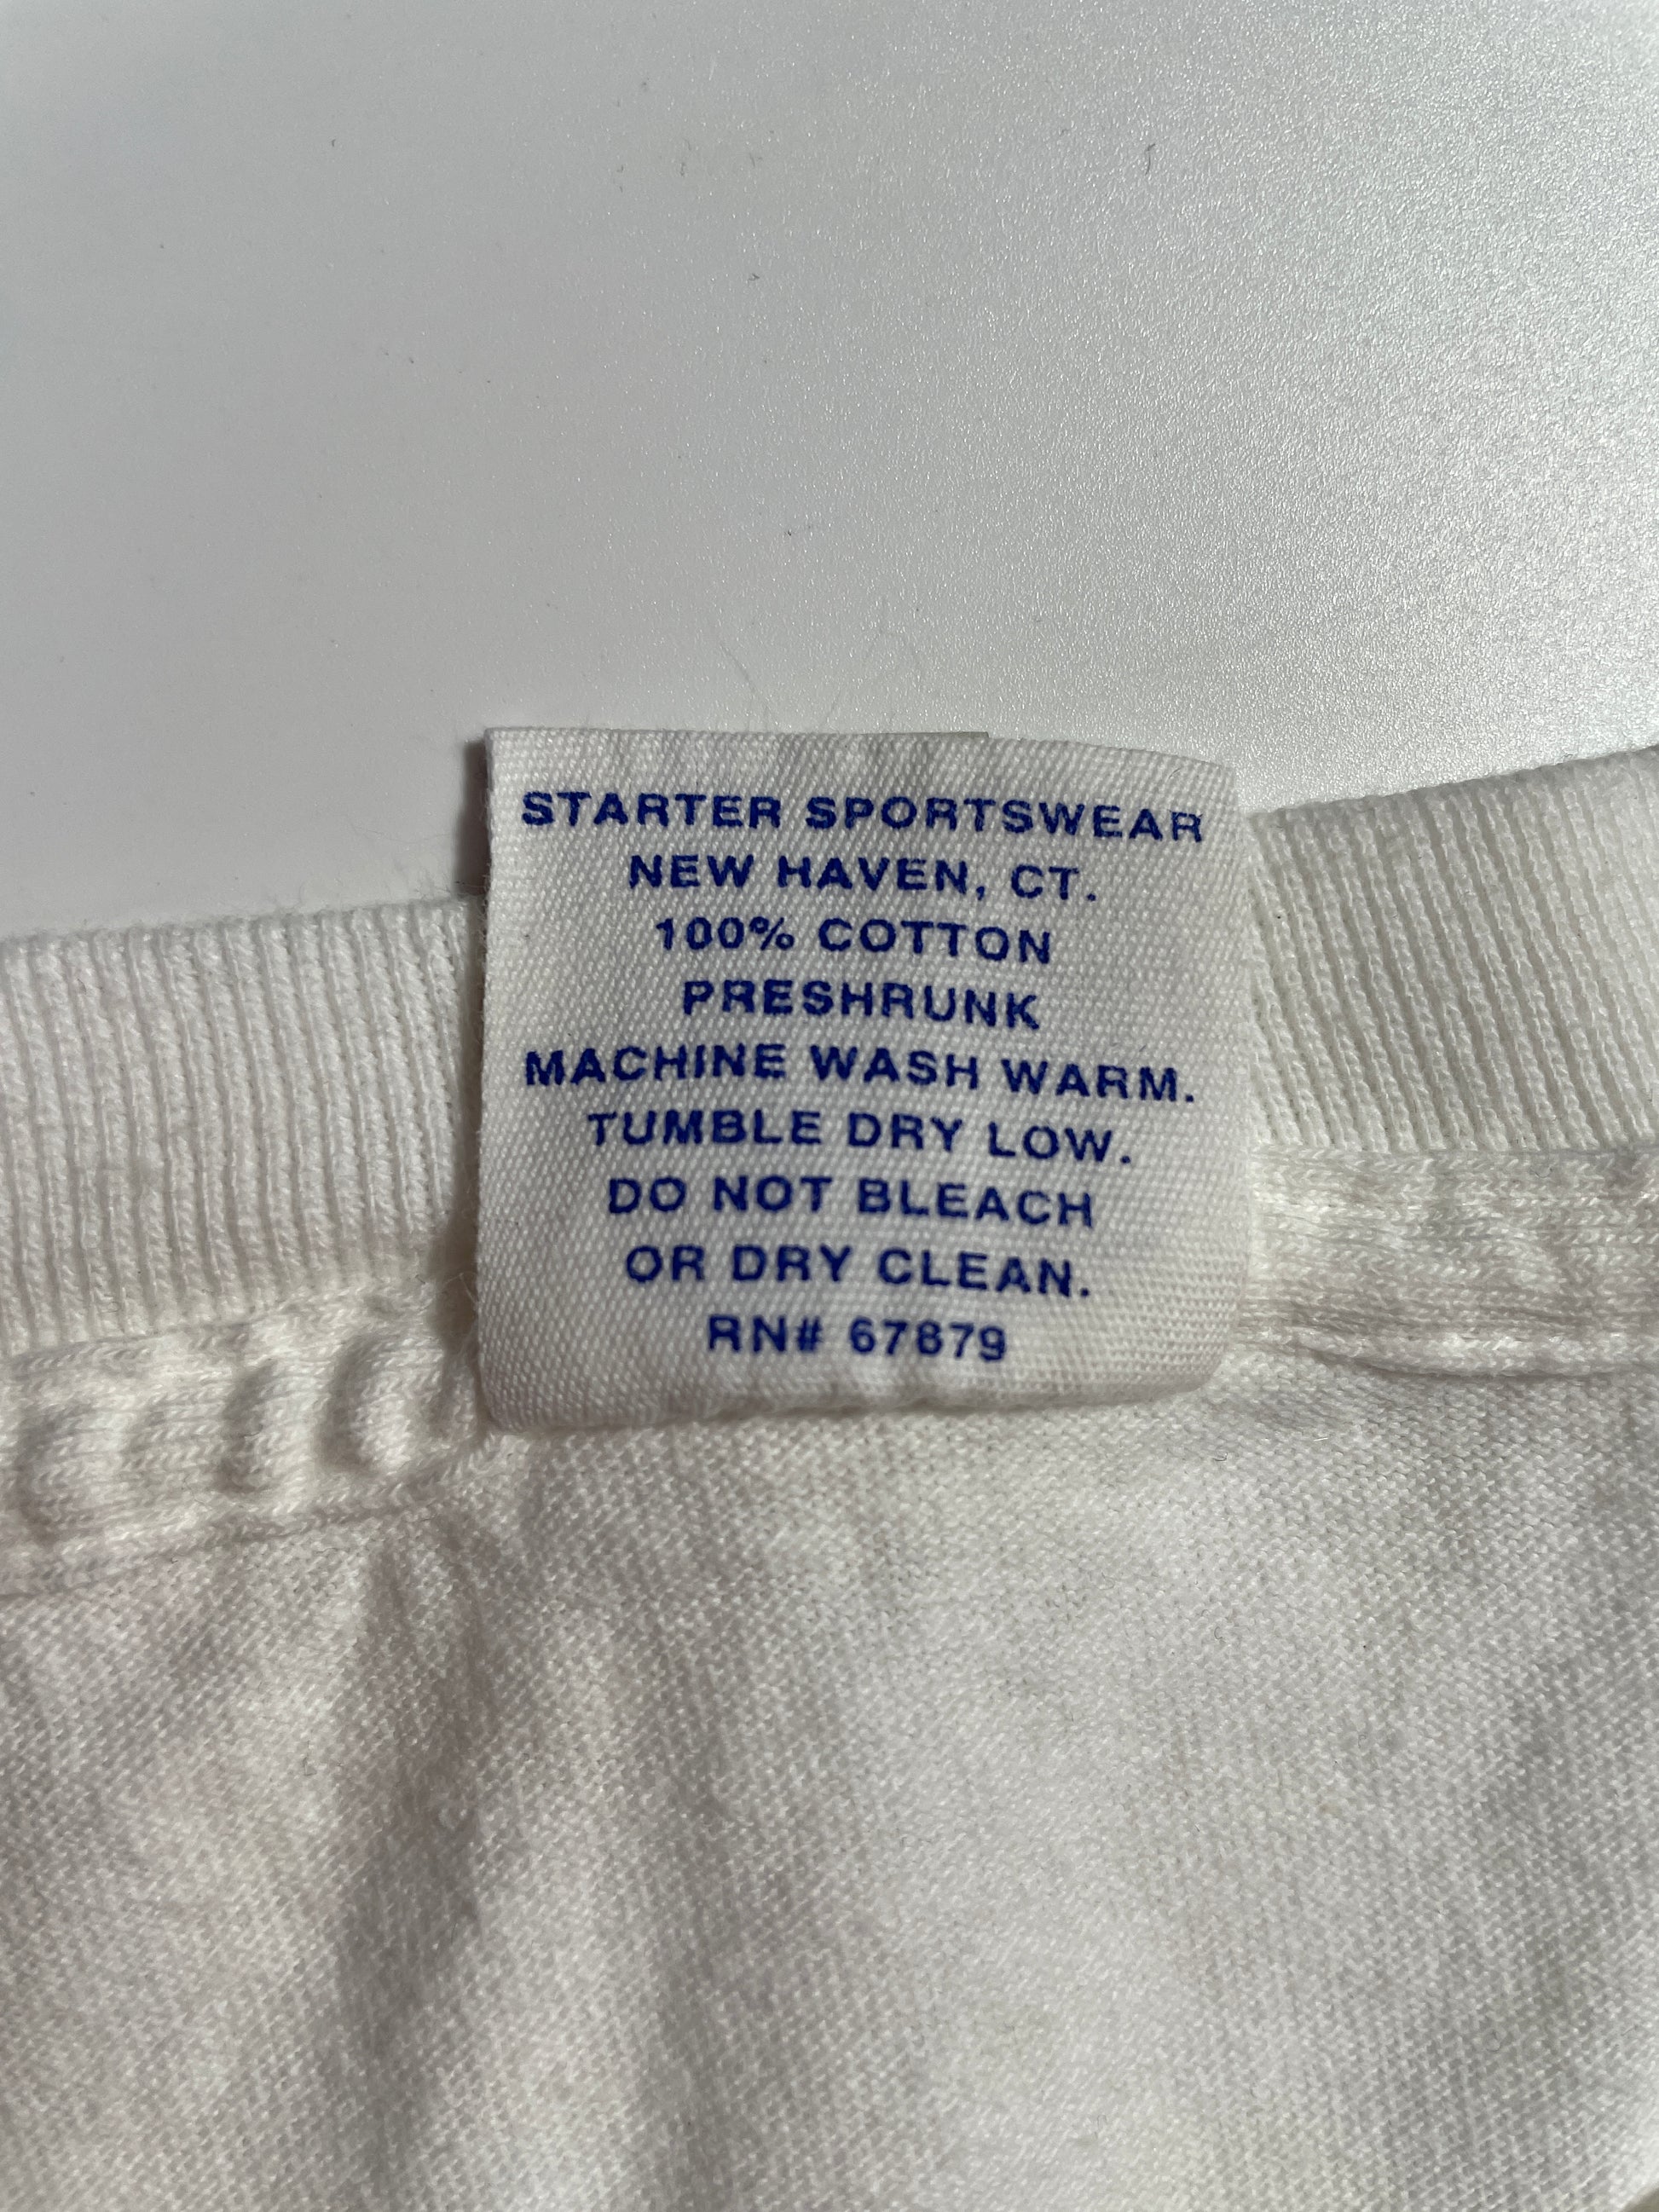 STARTER SPORTSWEAR
NEW HAVEN, CT.
100% COTTON
PRESHRUNK
MACHINE WASH WARM.
TUMBLE DRY LOW.
DO NOT BLEACH
OR DRY CLEAN.
RN# 67679